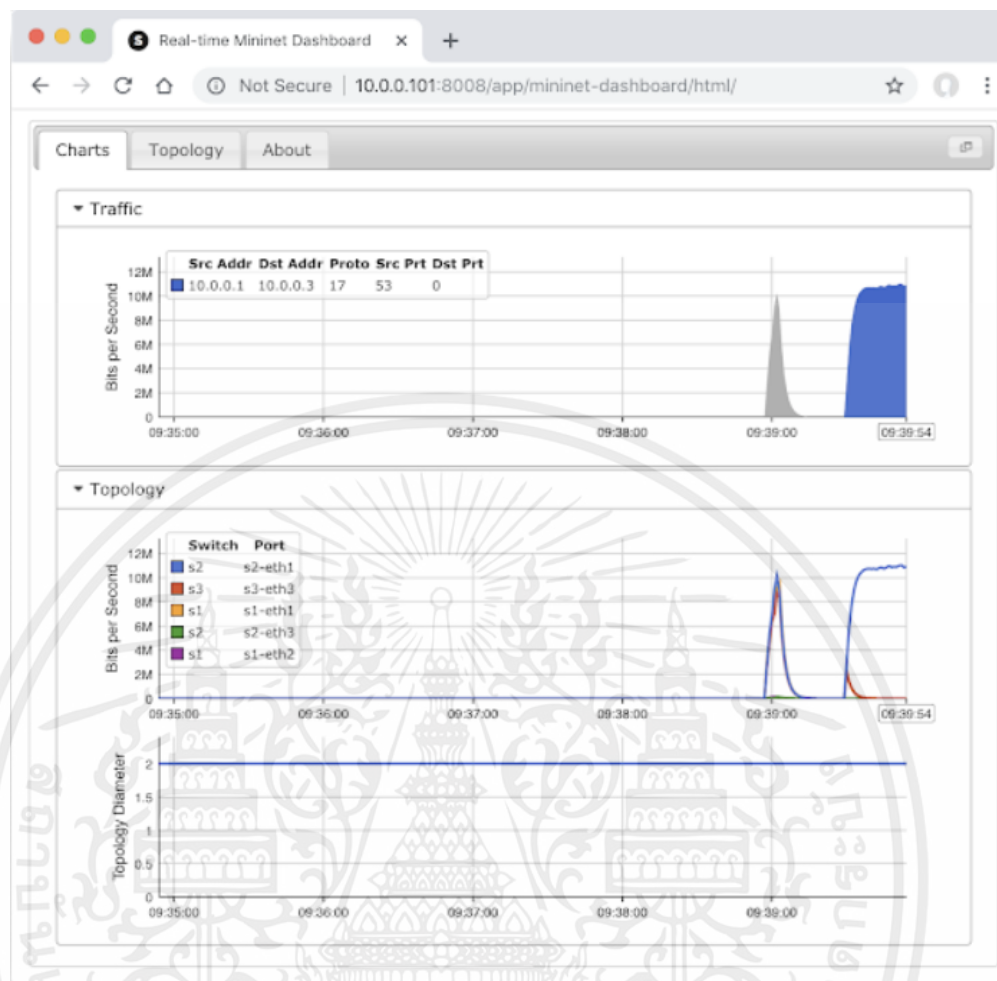 Real-time Mininet Dashboard
Not Secure | 10.0.0.101:8008/app/mininet-dashboard/html/
Charts Topology About
Traffic
Src Addr Dst Addr Proto Src Prt Dst Prt
10.0.0.1 10.0.0.3 17 53 0
Bits per Second
12M
10M
8M
6M
4M
2M
0
09:35:00 09:36:00 09:37:00 09:38:00 09:39:00 09:39:54
Topology
Switch Port
s2 s2-eth1
s3 s3-eth3
s1 s1-eth1
s2 s2-eth3
s1 s1-eth2
Bits per Second
12M
10M
8M
6M
4M
2M
0
09:35:00 09:36:00 09:37:00 09:38:00 09:39:00 09:39:54
Topology Diameter
2
1.5
1
0.5
0
09:35:00 09:36:00 09:37:00 09:38:00 09:39:00